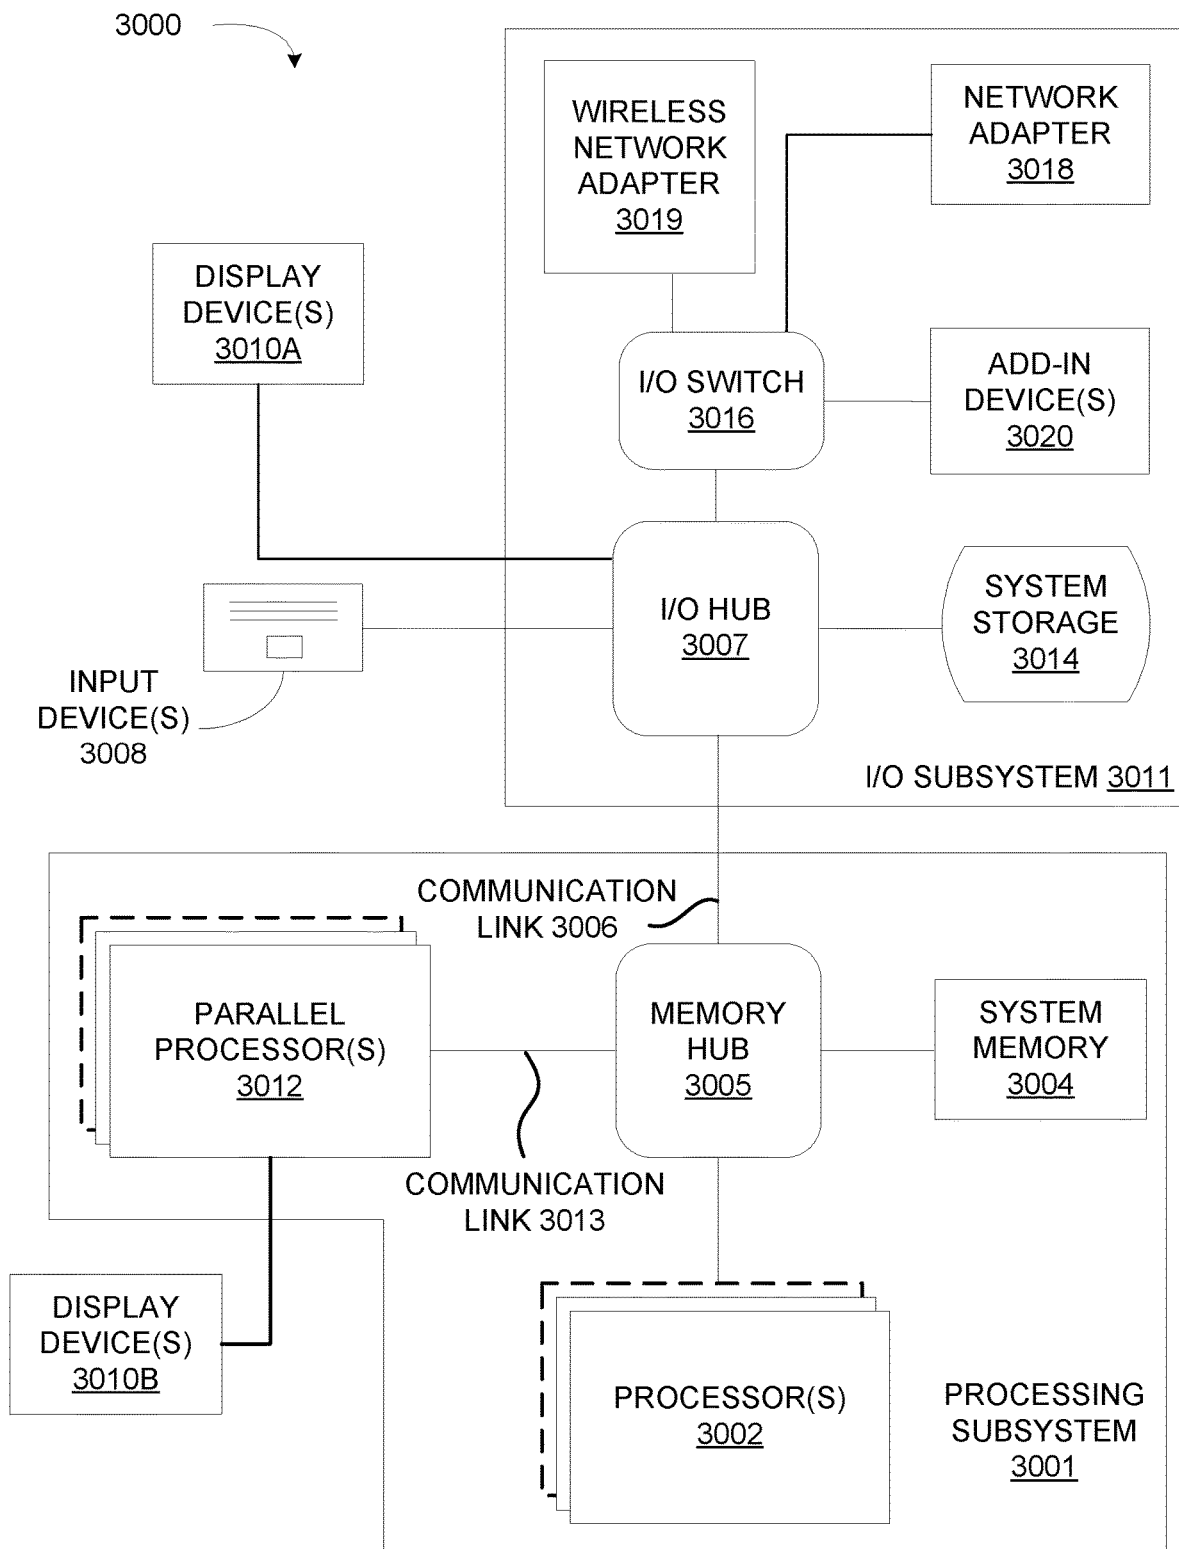 3000
WIRELESS
NETWORK
ADAPTER
3019
NETWORK
ADAPTER
3018
DISPLAY
DEVICE(S)
3010A
I/O SWITCH
3016
ADD-IN
DEVICE(S)
3020
I/O HUB
3007
SYSTEM
STORAGE
3014
INPUT
DEVICE(S)
3008
I/O SUBSYSTEM 3011
COMMUNICATION
LINK 3006
PARALLEL
PROCESSOR(S)
3012
MEMORY
HUB
3005
SYSTEM
MEMORY
3004
COMMUNICATION
LINK 3013
DISPLAY
DEVICE(S)
3010B
PROCESSOR(S)
3002
PROCESSING
SUBSYSTEM
3001